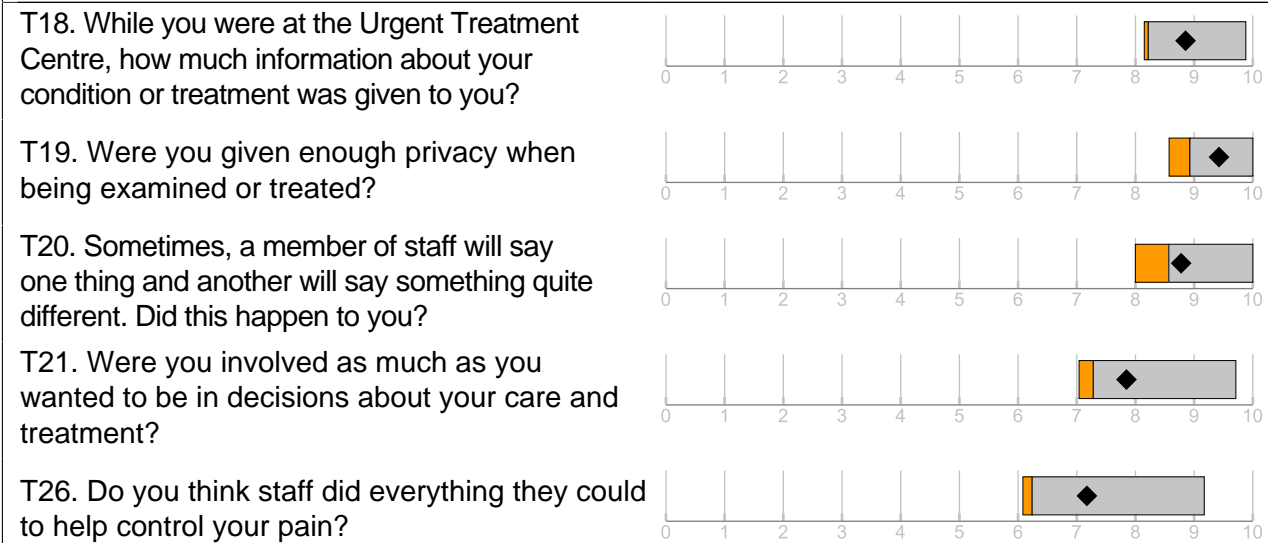 T18. While you were at the Urgent Treatment
Centre, how much information about your
condition or treatment was given to you?
0 1 2 3 4 5 6 7 8 9 10
T19. Were you given enough privacy when
being examined or treated?
0 1 2 3 4 5 6 7 8 9 10
T20. Sometimes, a member of staff will say
one thing and another will say something quite
different. Did this happen to you?
0 1 2 3 4 5 6 7 8 9 10
T21. Were you involved as much as you
wanted to be in decisions about your care and
treatment?
0 1 2 3 4 5 6 7 8 9 10
T26. Do you think staff did everything they could
to help control your pain?
0 1 2 3 4 5 6 7 8 9 10